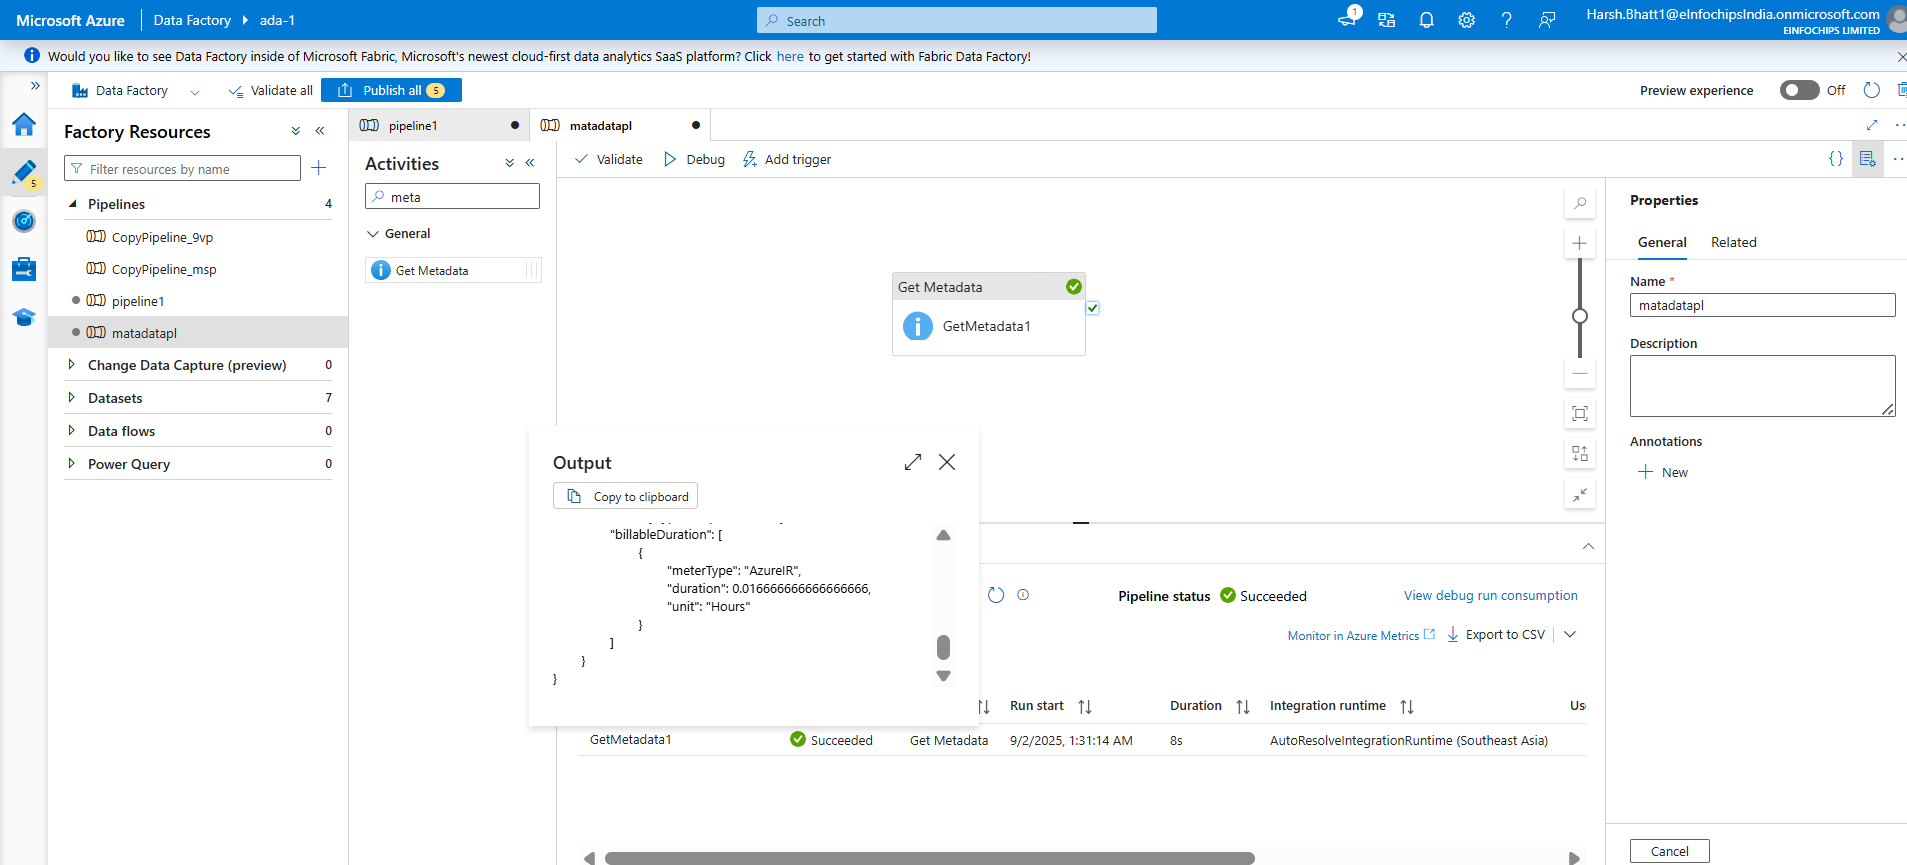 Microsoft Azure
Data Factory
ada-1
Search
1
Harsh.Bhatt1@eInfochipsIndia.onmicrosoft.com
EINFOCHIPS LIMITED
Would you like to see Data Factory inside of Microsoft Fabric, Microsoft's newest cloud-first data analytics SaaS platform? Click here to get started with Fabric Data Factory!
Data Factory
Validate all
Publish all 5
Preview experience
Off
5
Factory Resources
Filter resources by name
Pipelines 4
CopyPipeline_9vp
CopyPipeline_msp
pipeline1
matadatapl
Change Data Capture (preview) 0
Datasets 7
Data flows 0
Power Query 0
pipeline1
matadatapl
Activities
meta
General
Get Metadata
Validate
Debug
Add trigger
{}
Get Metadata
GetMetadata1
Output
Copy to clipboard
"billableDuration": [
{
"meterType": "AzureIR",
"duration": 0.016666666666666666,
"unit": "Hours"
}
]
}
}
Pipeline status Succeeded
View debug run consumption
Monitor in Azure Metrics
Export to CSV
Run start
Duration
Integration runtime
GetMetadata1
Succeeded
Get Metadata
9/2/2025, 1:31:14 AM
8s
AutoResolveIntegrationRuntime (Southeast Asia)
Properties
General
Related
Name *
matadatapl
Description
Annotations
New
Cancel